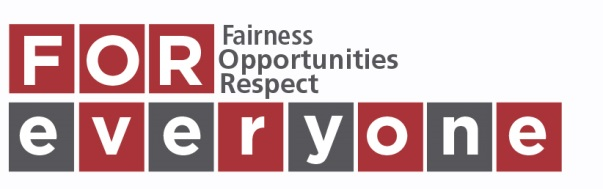 FOR
Fairness
Opportunities
Respect
everyone